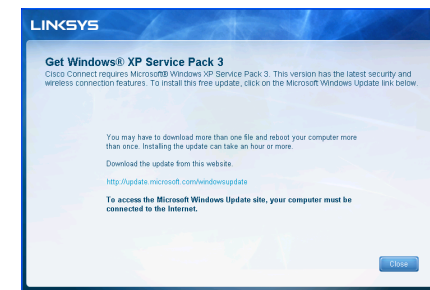 LINKSYS
Get Windows® XP Service Pack 3
Cisco Connect requires Microsoft® Windows XP Service Pack 3. This version has the latest security and
wireless connection features. To install this free update, click on the Microsoft Windows Update link below.
You may have to download more than one file and reboot your computer more
than once. Installing the update can take an hour or more.
Download the update from this website.
http://update.microsoft.com/windowsupdate
To access the Microsoft Windows Update site, your computer must be
connected to the Internet.
Close